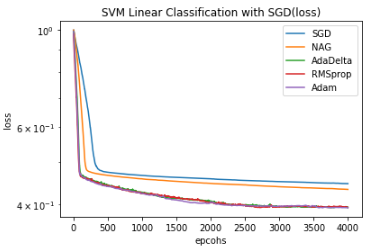 SVM Linear Classification with SGD(loss)
10⁰
6 × 10⁻¹
4 × 10⁻¹
loss
SGD
NAG
AdaDelta
RMSprop
Adam
0 500 1000 1500 2000 2500 3000 3500 4000
epcohs